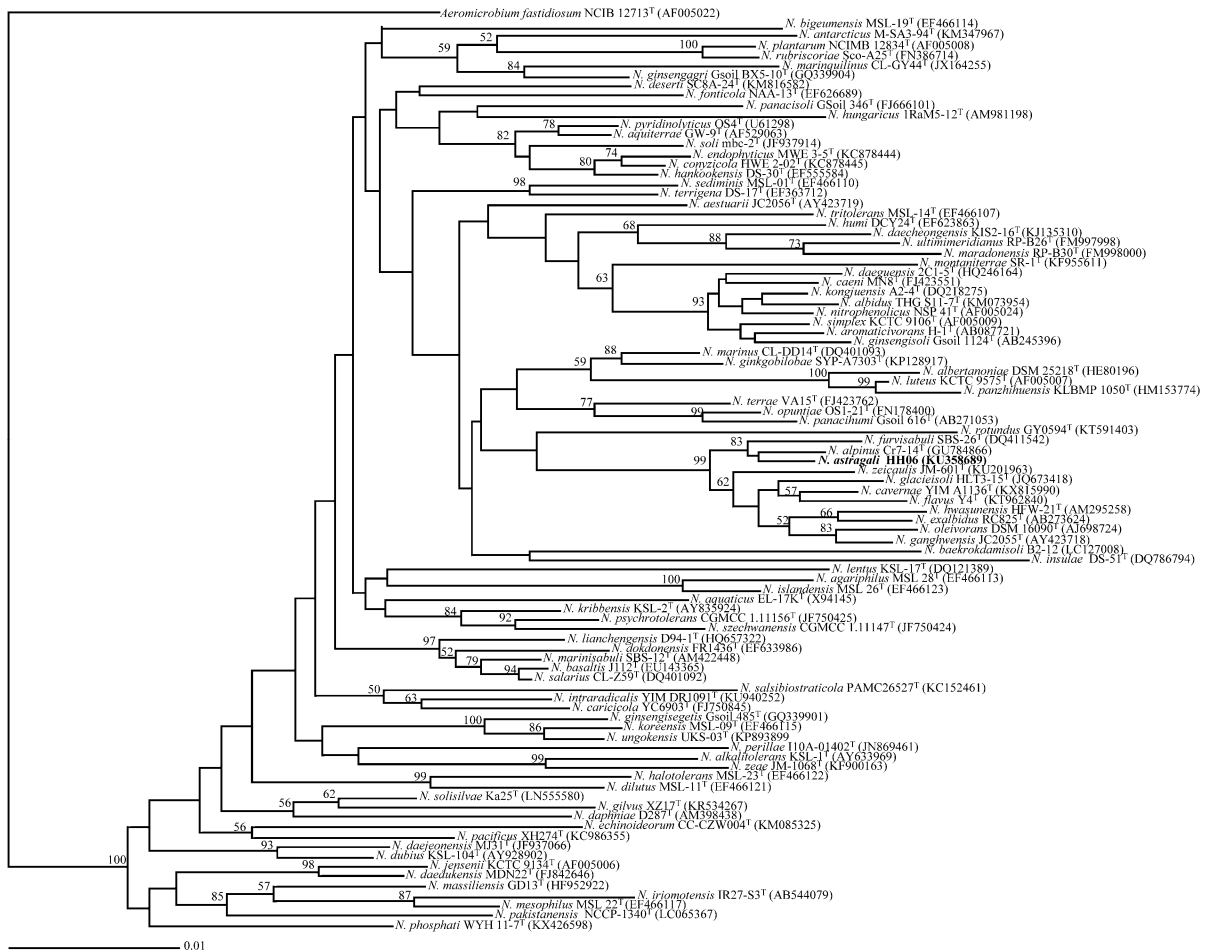 Aeromicrobium fastidiosum NCIB 12713ᵀ (AF005022)
N. bigeumensis MSL-19ᵀ (EF466114)
N. antarcticus M-SA3-94ᵀ (KM347967)
52
59
100
N. plantarum NCIMB 12834ᵀ (AF005008)
N. rubriscoriae Sco-A25ᵀ (FN386714)
84
N. marinquilinus CL-GY44ᵀ (JX164255)
N. ginsengagri Gsoil BX5-10ᵀ (GQ339904)
N. deserti SC8A-24ᵀ (KM816582)
N. fonticola NAA-13ᵀ (EF626689)
N. panacisoli GSoil 346ᵀ (FJ666101)
N. hungaricus 1RaM5-12ᵀ (AM981198)
78
N. pyridinolyticus OS4ᵀ (U61298)
82
N. aquiterrae GW-9ᵀ (AF529063)
N. soli mbc-2ᵀ (JF937914)
74
N. endophyticus MWE 3-5ᵀ (KC878444)
80
N. conyzicola HWE 2-02ᵀ (KC878445)
N. hankookensis DS-30ᵀ (EF555584)
98
N. sediminis MSL-01ᵀ (EF466110)
N. terrigena DS-17ᵀ (EF363712)
N. aestuarii JC2056ᵀ (AY423719)
N. tritolerans MSL-14ᵀ (EF466107)
68
N. humi DCY24ᵀ (EF623863)
88
N. daecheongensis KIS2-16ᵀ (KJ135310)
73
N. ultimimeridianus RP-B26ᵀ (FM997998)
N. maradonensis RP-B30ᵀ (FM998000)
63
N. montaniterrae SR-1ᵀ (KF955611)
N. daeguensis 2C1-5ᵀ (HQ246164)
N. caeni MN8ᵀ (FJ423551)
93
N. kongjuensis A2-4ᵀ (DQ218275)
N. albidus THG S11-7ᵀ (KM073954)
N. nitrophenolicus NSP 41ᵀ (AF005024)
N. simplex KCTC 9106ᵀ (AF005009)
N. aromaticivorans H-1ᵀ (AB087721)
N. ginsengisoli Gsoil 1124ᵀ (AB245396)
88
N. marinus CL-DD14ᵀ (DQ401093)
59
N. ginkgobilobae SYP-A7303ᵀ (KP128917)
100
N. albertanoniae DSM 25218ᵀ (HE80196)
99
N. luteus KCTC 9575ᵀ (AF005007)
N. panzhihuensis KLBMP 1050ᵀ (HM153774)
77
N. terrae VA15ᵀ (FJ423762)
99
N. opuntiae OS1-21ᵀ (FN178400)
N. panacihumi Gsoil 616ᵀ (AB271053)
N. rotundus GY0594ᵀ (KT591403)
83
N. furvisabuli SBS-26ᵀ (DQ411542)
99
N. alpinus Cr7-14ᵀ (GU784866)
N. astragali HH06 (KU358689)
N. zeicaulis JM-601ᵀ (KU201963)
62
N. glacieisoli HLT3-15ᵀ (JQ673418)
57
N. cavernae YIM A1136ᵀ (KX815990)
N. flavus Y4ᵀ (KT962840)
66
N. hwasunensis HFW-21ᵀ (AM295258)
52
N. exalbidus RC825ᵀ (AB273624)
83
N. oleivorans DSM 16090ᵀ (AJ698724)
N. ganghwensis JC2055ᵀ (AY423718)
N. baekrokdamisoli B2-12 (LC127008)
N. insulae DS-51ᵀ (DQ786794)
N. lentus KSL-17ᵀ (DQ121389)
100
N. agariphilus MSL 28ᵀ (EF466113)
N. islandensis MSL 26ᵀ (EF466123)
N. aquaticus EL-17Kᵀ (X94145)
84
N. kribbensis KSL-2ᵀ (AY835924)
92
N. psychrotolerans CGMCC 1.11156ᵀ (JF750425)
N. szechwanensis CGMCC 1.11147ᵀ (JF750424)
97
N. lianchengensis D94-1ᵀ (HQ657322)
52
N. dokdonensis FR1436ᵀ (EF633986)
79
N. marinisabuli SBS-12ᵀ (AM422448)
94
N. basaltis J112ᵀ (EU143365)
N. salarius CL-Z59ᵀ (DQ401092)
50
N. salsibiostraticola PAMC26527ᵀ (KC152461)
63
N. intraradicalis YIM DR1091ᵀ (KU940252)
N. caricicola YC6903ᵀ (FJ750845)
100
N. ginsengisegetis Gsoil 485ᵀ (GQ339901)
86
N. koreensis MSL-09ᵀ (EF466115)
N. ungokensis UKS-03ᵀ (KP893899
N. perillae I10A-01402ᵀ (JN869461)
99
N. alkalitolerans KSL-1ᵀ (AY633969)
N. zeae JM-1068ᵀ (KF900163)
99
N. halotolerans MSL-23ᵀ (EF466122)
N. dilutus MSL-11ᵀ (EF466121)
62
N. solisilvae Ka25ᵀ (LN555580)
56
N. gilvus XZ17ᵀ (KR534267)
N. daphniae D287ᵀ (AM398438)
56
N. echinoideorum CC-CZW004ᵀ (KM085325)
N. pacificus XH274ᵀ (KC986355)
93
N. daejeonensis MJ31ᵀ (JF937066)
N. dubius KSL-104ᵀ (AY928902)
100
98
N. jensenii KCTC 9134ᵀ (AF005006)
N. daedukensis MDN22ᵀ (FJ842646)
57
N. massiliensis GD13ᵀ (HF952922)
85
87
N. iriomotensis IR27-S3ᵀ (AB544079)
N. mesophilus MSL 22ᵀ (EF466117)
N. pakistanensis NCCP-1340ᵀ (LC065367)
N. phosphati WYH 11-7ᵀ (KX426598)
0.01